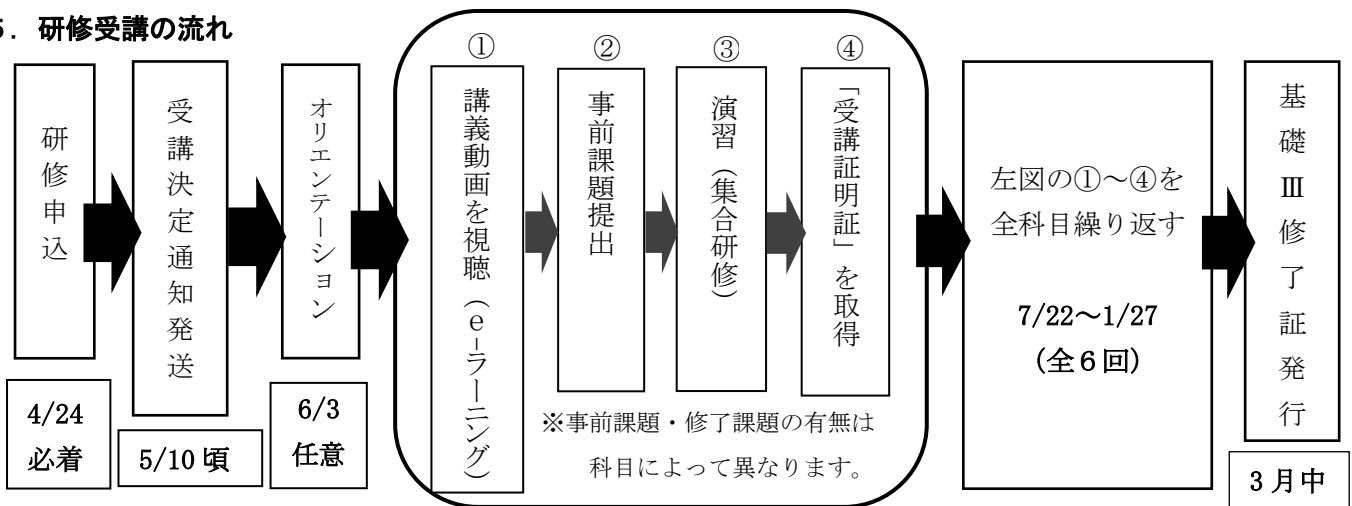 ５．研修受講の流れ
研修申込
4/24
必着
受講決定通知発送
5/10 頃
オリエンテーション
6/3
任意
①
講義動画を視聴（e-ラーニング）
②
事前課題提出
③
演習（集合研修）
④
「受講証明証」を取得
※事前課題・修了課題の有無は
科目によって異なります。
左図の①～④を
全科目繰り返す
7/22～1/27
(全６回)
基礎Ⅲ修了証発行
３月中